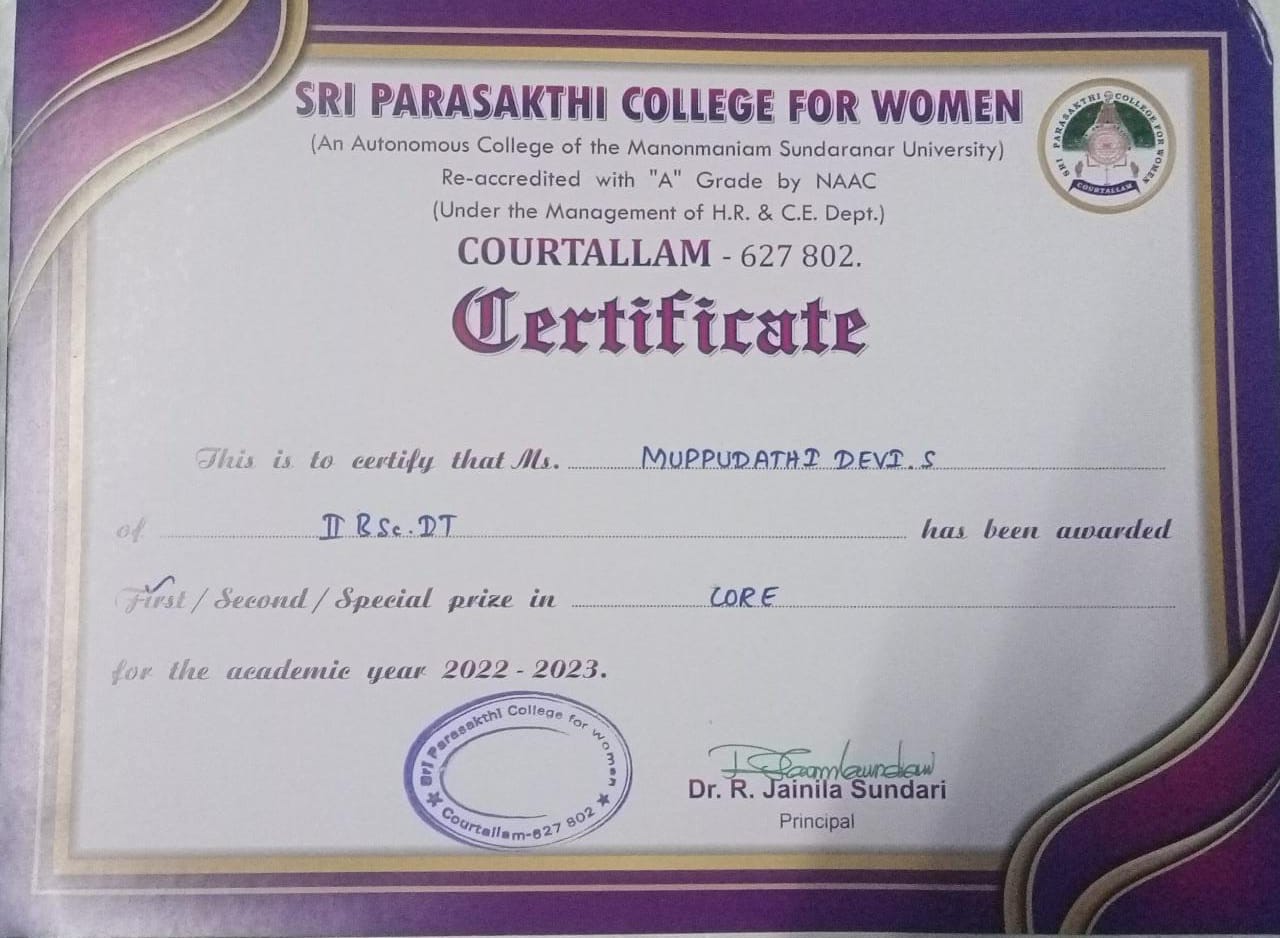 SRI PARASAKTHI COLLEGE FOR WOMEN
(An Autonomous College of the Manonmaniam Sundaranar University)
Re-accredited with "A" Grade by NAAC
(Under the Management of H.R. & C.E. Dept.)
COURTALLAM - 627 802.
SRI PARASAKTHI COLLEGE FOR WOMEN
COURTALLAM
Certificate
This is to certify that Ms. MUPPUDATHI DEVI.S
of II BSc.DT has been awarded
First / Second / Special prize in CORE
for the academic year 2022 - 2023.
Sri Parasakthi College for Women
Courtallam-627 802
Dr. R. Jainila Sundari
Principal